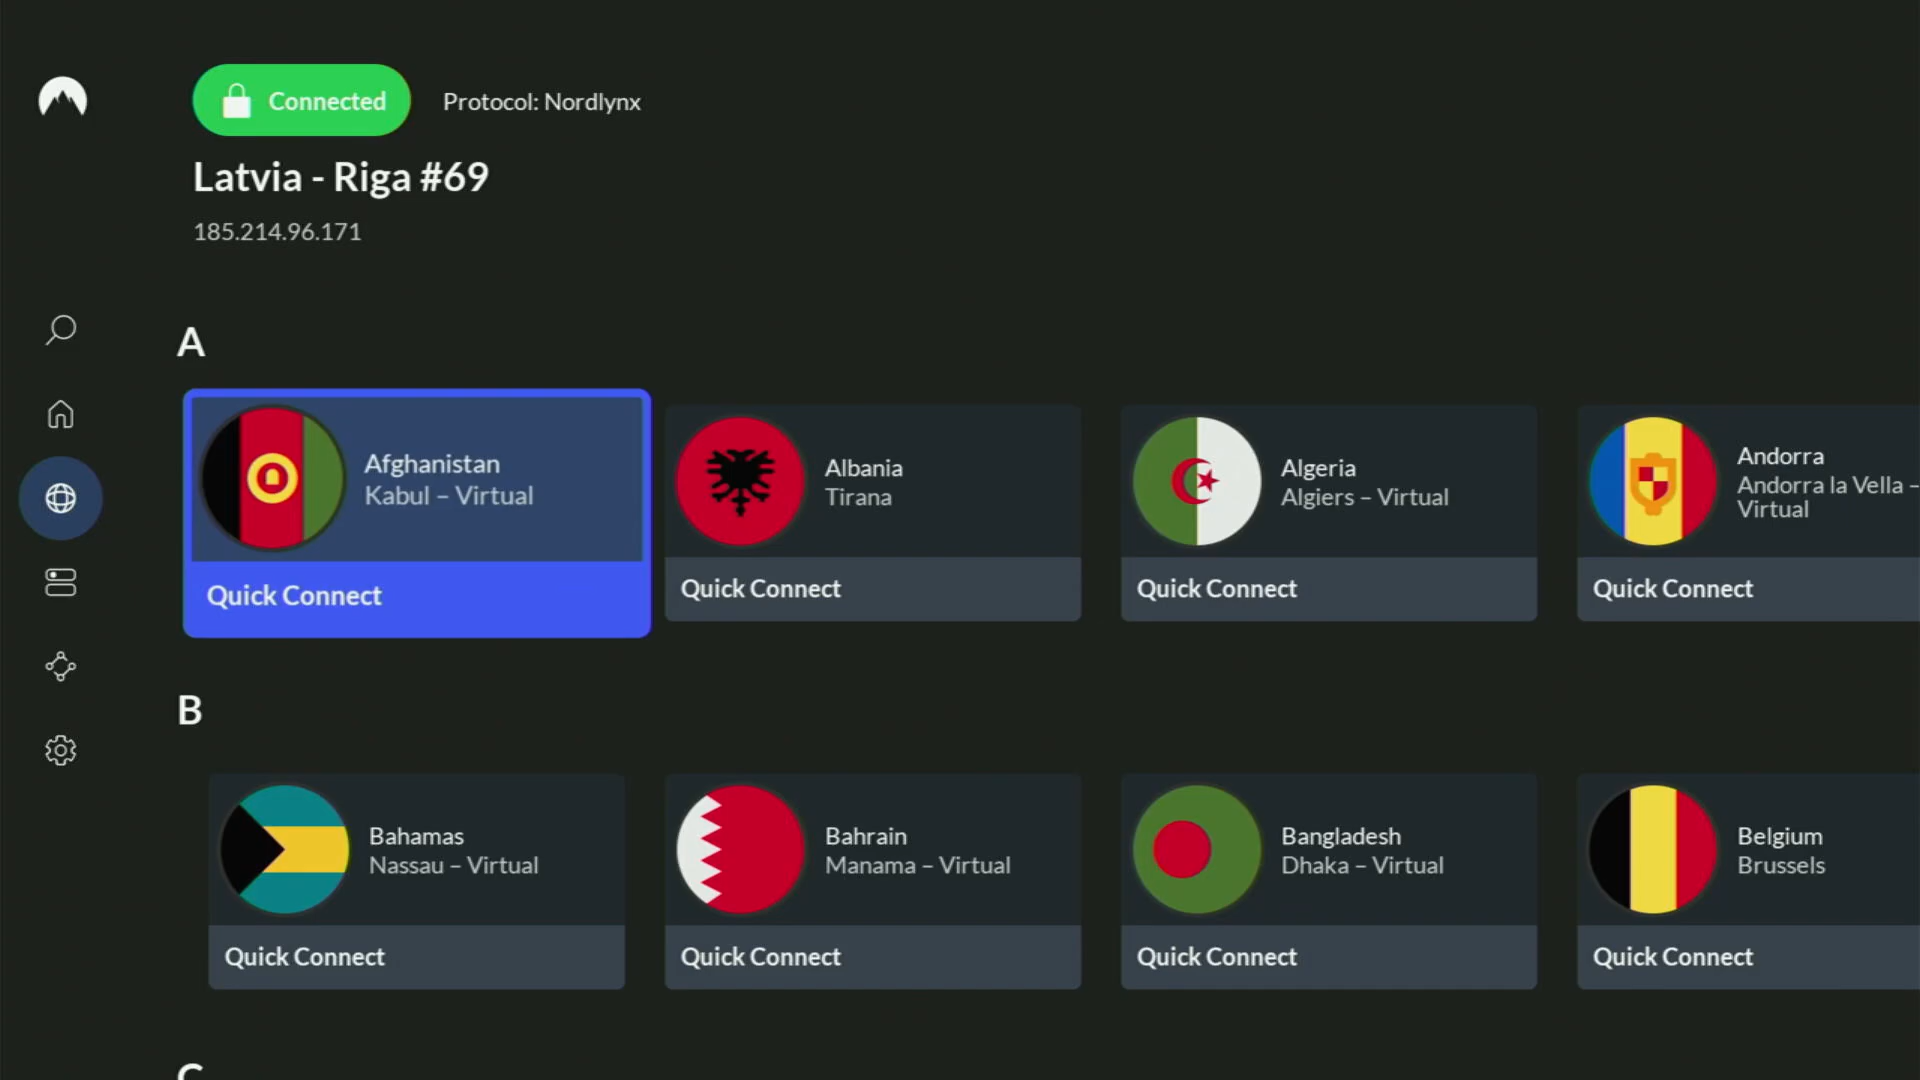 Connected
Protocol: Nordlynx
Latvia - Riga #69
185.214.96.171
A
Afghanistan
Kabul – Virtual
Quick Connect
Albania
Tirana
Quick Connect
Algeria
Algiers – Virtual
Quick Connect
Andorra
Andorra la Vella –
Virtual
Quick Connect
B
Bahamas
Nassau – Virtual
Quick Connect
Bahrain
Manama – Virtual
Quick Connect
Bangladesh
Dhaka – Virtual
Quick Connect
Belgium
Brussels
Quick Connect
C